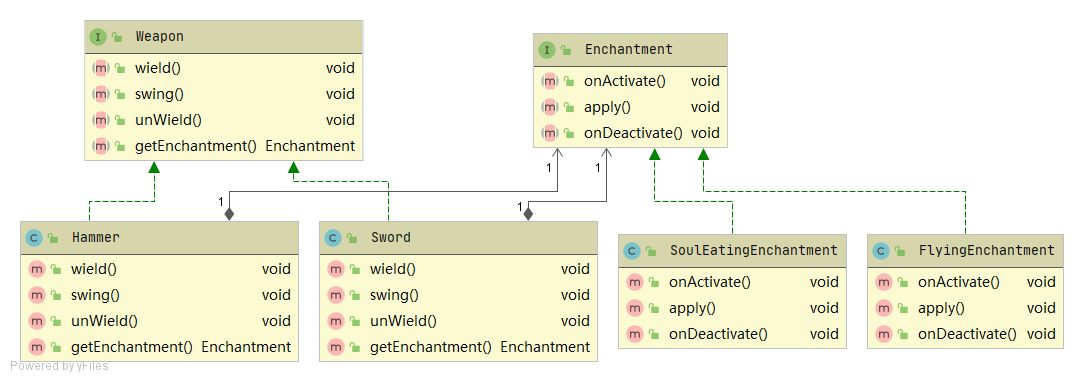 Weapon
wield() void
swing() void
unWield() void
getEnchantment() Enchantment
Enchantment
onActivate() void
apply() void
onDeactivate() void
1
1
1
1
Hammer
wield() void
swing() void
unWield() void
getEnchantment() Enchantment
Sword
wield() void
swing() void
unWield() void
getEnchantment() Enchantment
SoulEatingEnchantment
onActivate() void
apply() void
onDeactivate() void
FlyingEnchantment
onActivate() void
apply() void
onDeactivate() void
Powered by yFiles